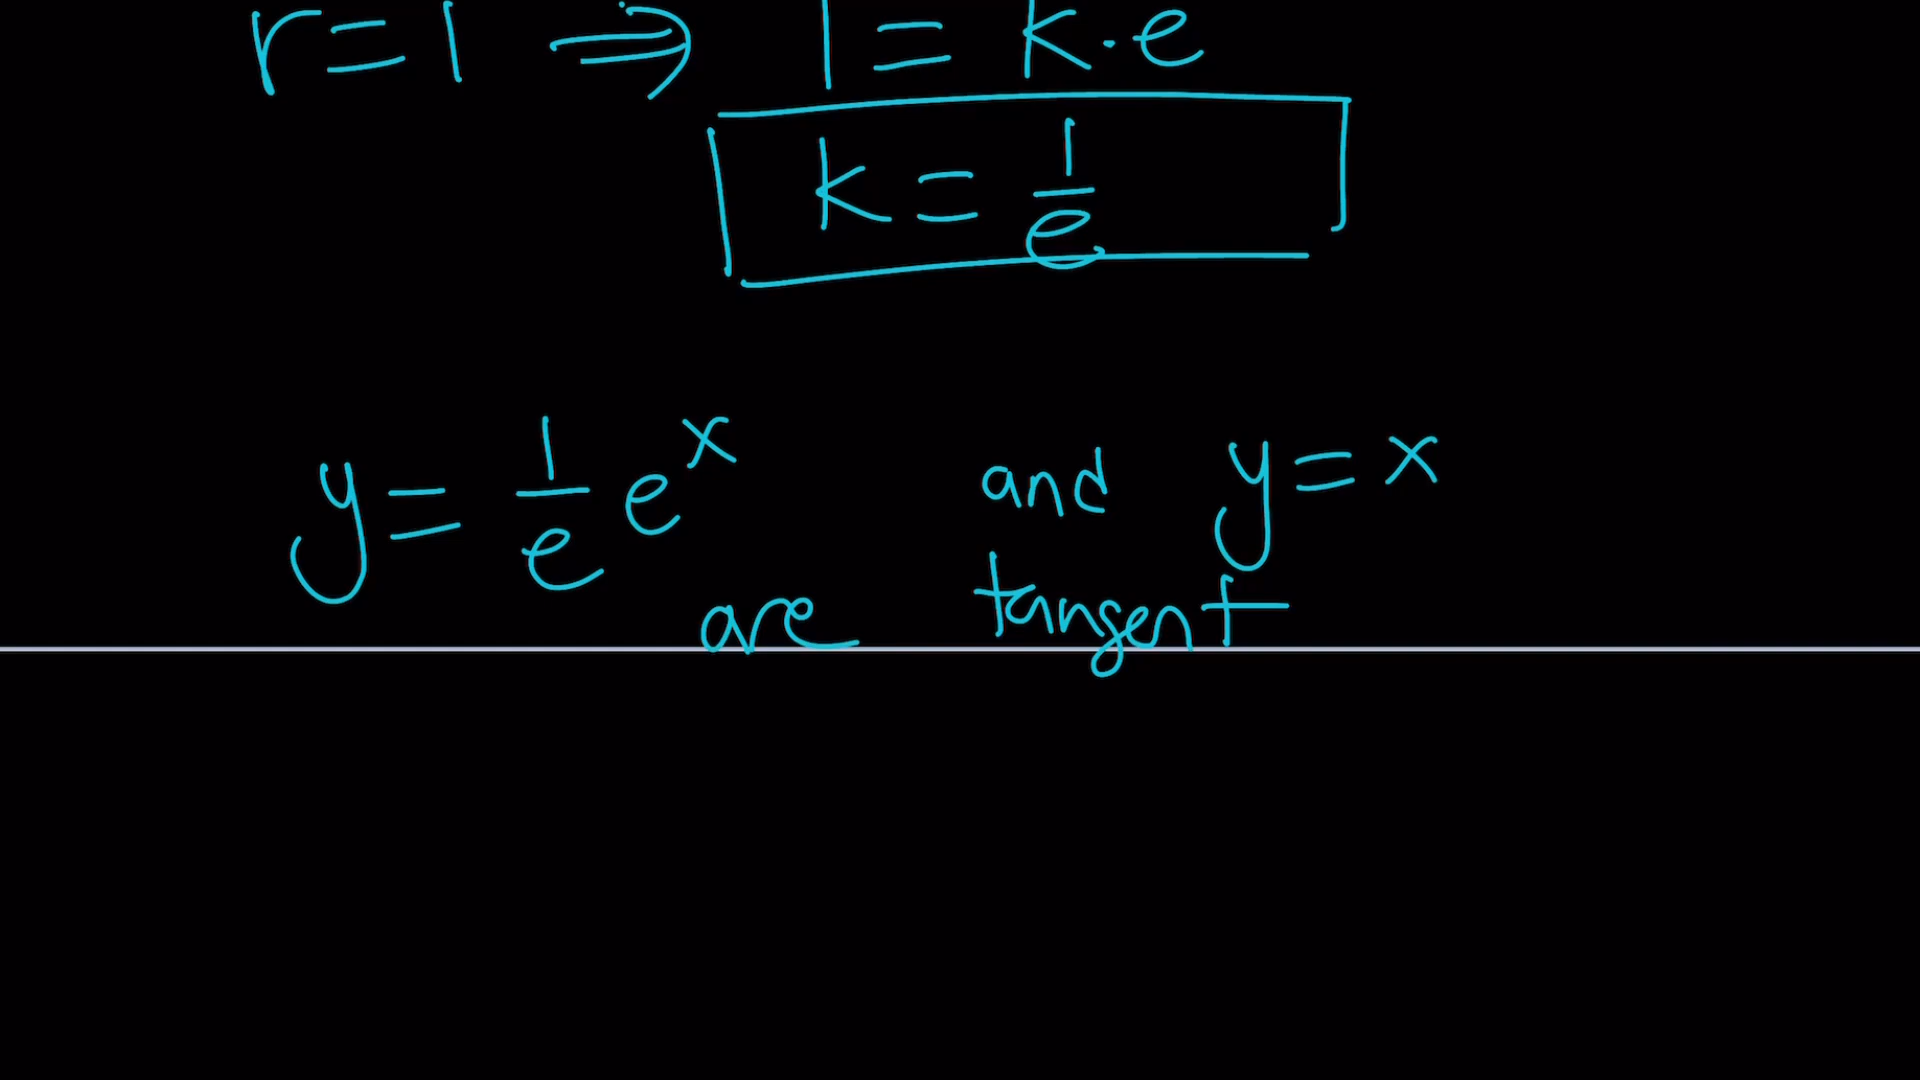 r = 1 ⇒ 1 = k · e
k = 1/e
y = 1/e e^x and y = x
are tangent